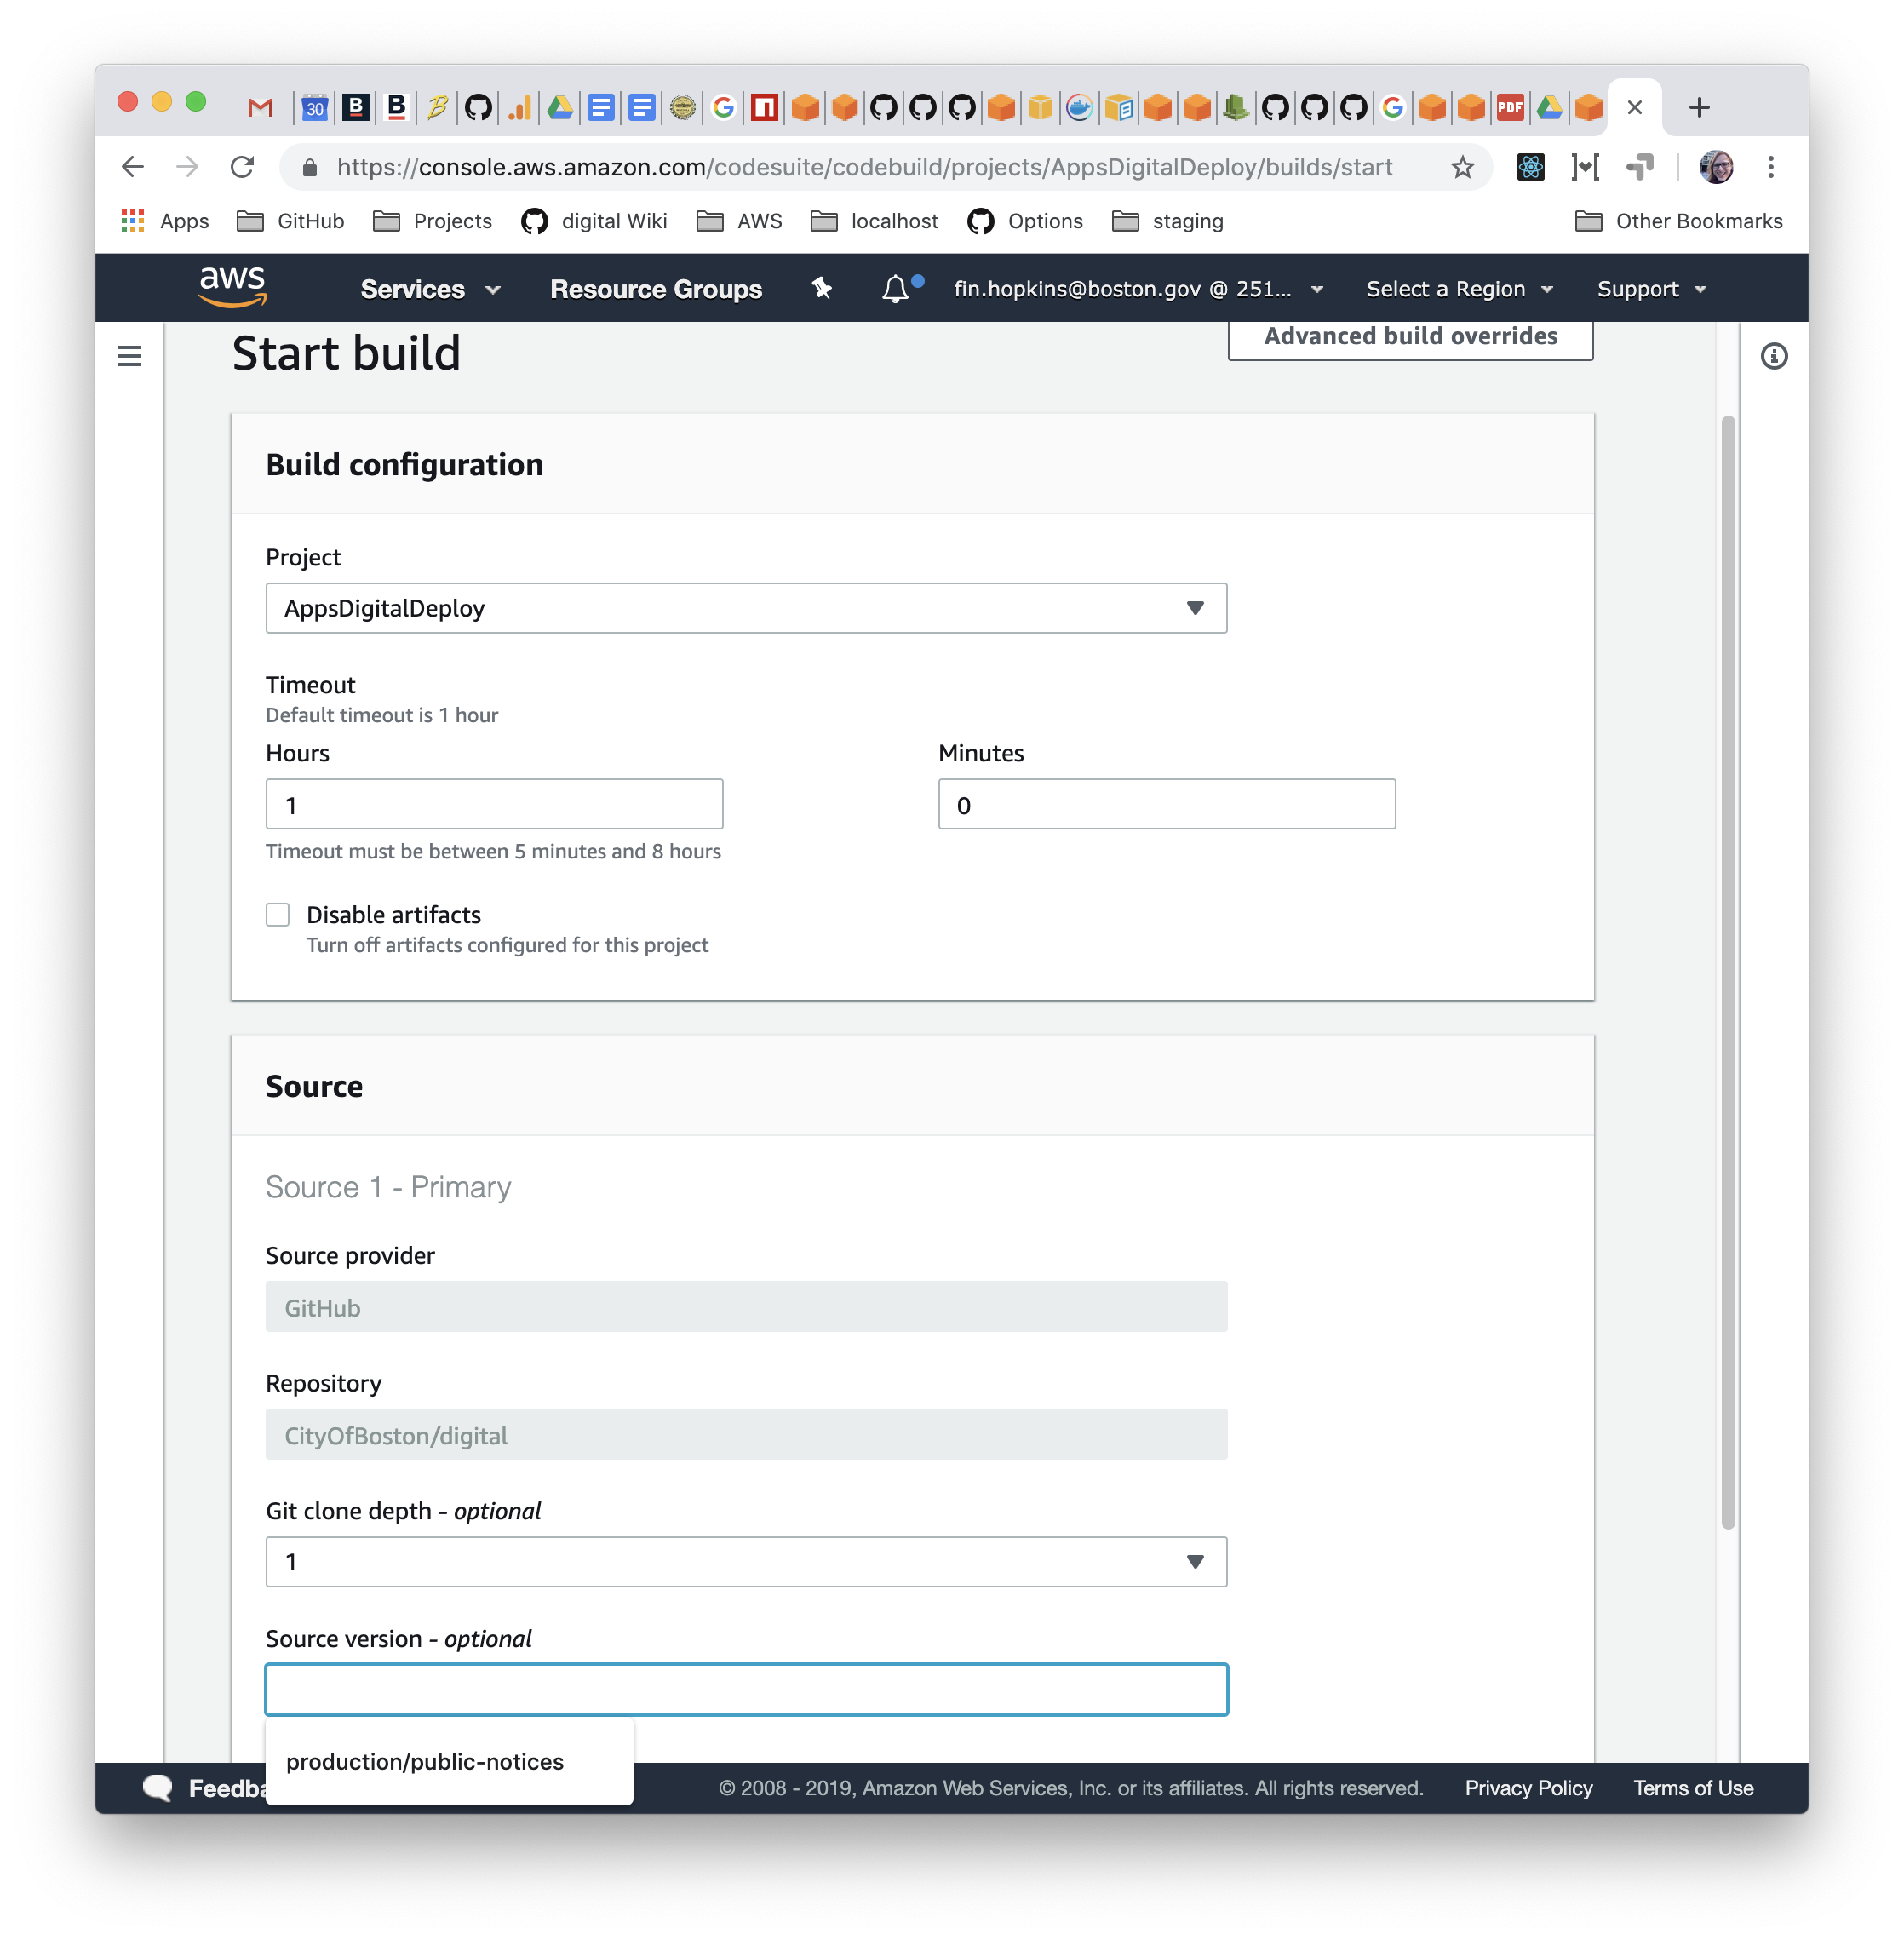 30
B
B
B
G
n
G
PDF
https://console.aws.amazon.com/codesuite/codebuild/projects/AppsDigitalDeploy/builds/start
Apps GitHub Projects digital Wiki AWS localhost Options staging Other Bookmarks
aws Services Resource Groups fin.hopkins@boston.gov @ 251... Select a Region Support
Start build
Advanced build overrides
Build configuration
Project
AppsDigitalDeploy
Timeout
Default timeout is 1 hour
Hours Minutes
1 0
Timeout must be between 5 minutes and 8 hours
Disable artifacts
Turn off artifacts configured for this project
Source
Source 1 - Primary
Source provider
GitHub
Repository
CityOfBoston/digital
Git clone depth - optional
1
Source version - optional
production/public-notices
Feedba © 2008 - 2019, Amazon Web Services, Inc. or its affiliates. All rights reserved. Privacy Policy Terms of Use